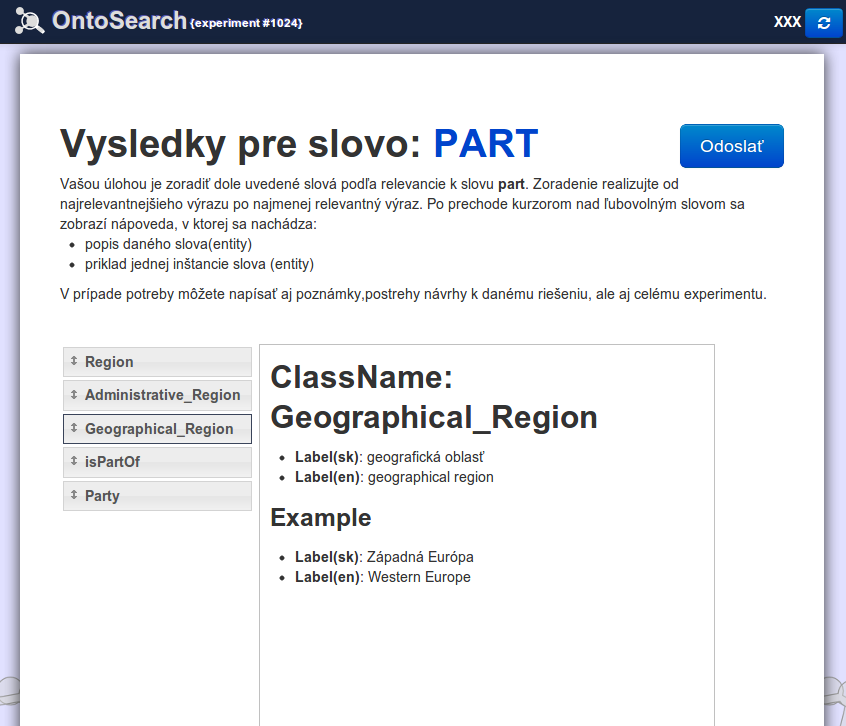 OntoSearch {experiment #1024}
XXX
Vysledky pre slovo: PART
Odoslať
Vašou úlohou je zoradiť dole uvedené slová podľa relevancie k slovu part. Zoradenie realizujte od
najrelevantnejšieho výrazu po najmenej relevantný výraz. Po prechode kurzorom nad ľubovolným slovom sa
zobrazí nápoveda, v ktorej sa nachádza:
popis daného slova(entity)
priklad jednej inštancie slova (entity)
V prípade potreby môžete napísať aj poznámky,postrehy návrhy k danému riešeniu, ale aj celému experimentu.
Region
Administrative_Region
Geographical_Region
isPartOf
Party
ClassName:
Geographical_Region
Label(sk): geografická oblasť
Label(en): geographical region
Example
Label(sk): Západná Európa
Label(en): Western Europe